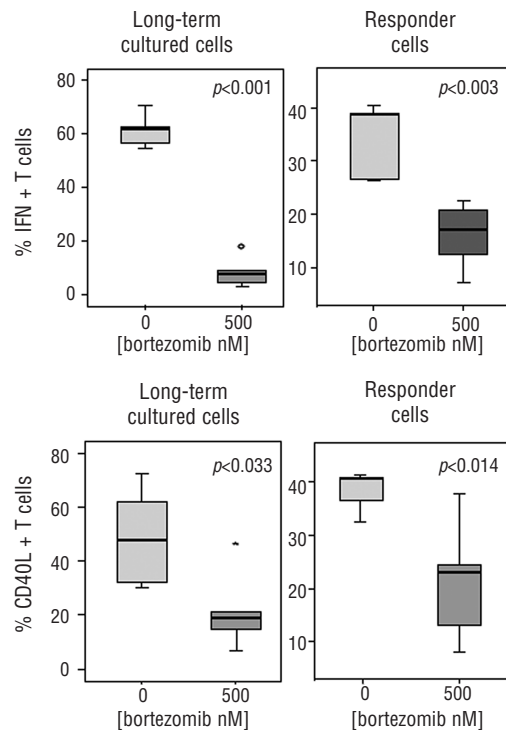 Long-term
cultured cells
Responder
cells
% IFN + T cells
80
60
40
20
0
p<0.001
0
500
[bortezomib nM]
40
30
20
10
p<0.003
0
500
[bortezomib nM]
Long-term
cultured cells
Responder
cells
% CD40L + T cells
80
60
40
20
0
p<0.033
0
500
[bortezomib nM]
40
30
20
10
p<0.014
0
500
[bortezomib nM]